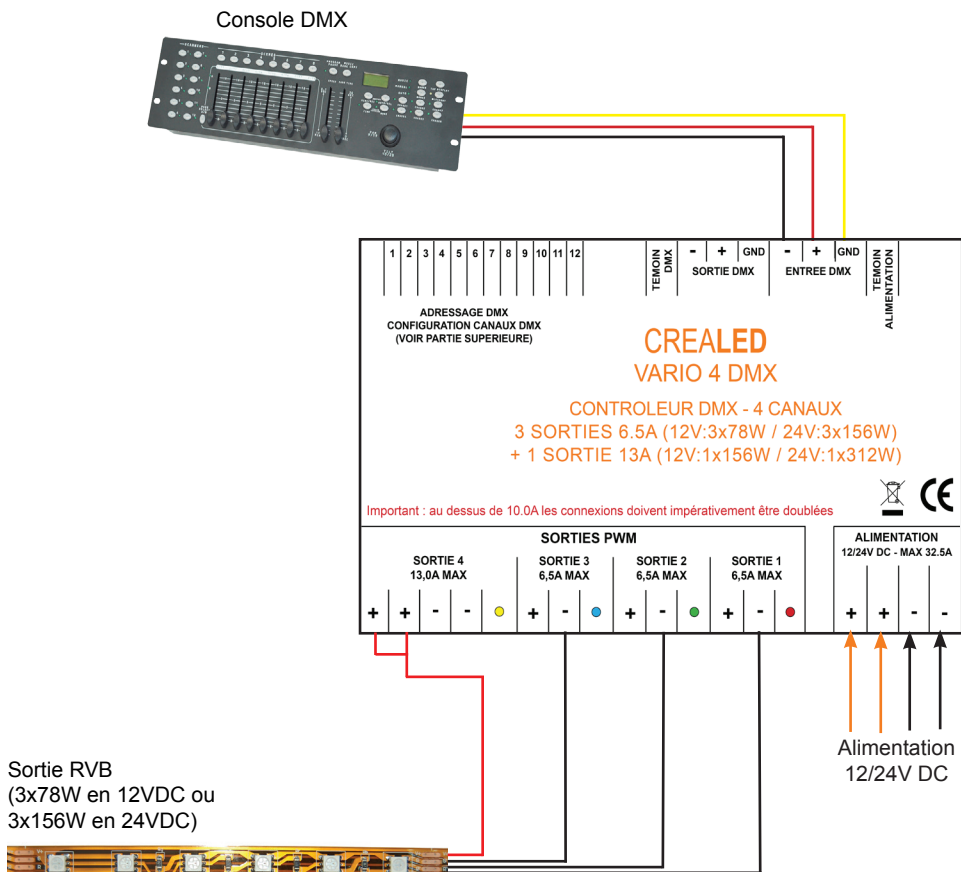 Console DMX
1 2 3 4 5 6 7 8 9 10 11 12
TEMOIN
DMX
- + GND
SORTIE DMX
- + GND
ENTREE DMX
TEMOIN
ALIMENTATION
ADRESSAGE DMX
CONFIGURATION CANAUX DMX
(VOIR PARTIE SUPERIEURE)
CREALED
VARIO 4 DMX
CONTROLEUR DMX - 4 CANAUX
3 SORTIES 6.5A (12V:3x78W / 24V:3x156W)
+ 1 SORTIE 13A (12V:1x156W / 24V:1x312W)
CE
Important : au dessus de 10.0A les connexions doivent impérativement être doublées
SORTIES PWM
SORTIE 4
13,0A MAX
SORTIE 3
6,5A MAX
SORTIE 2
6,5A MAX
SORTIE 1
6,5A MAX
ALIMENTATION
12/24V DC - MAX 32.5A
+ + - - + - + - + - + + - -
Alimentation
12/24V DC
Sortie RVB
(3x78W en 12VDC ou
3x156W en 24VDC)